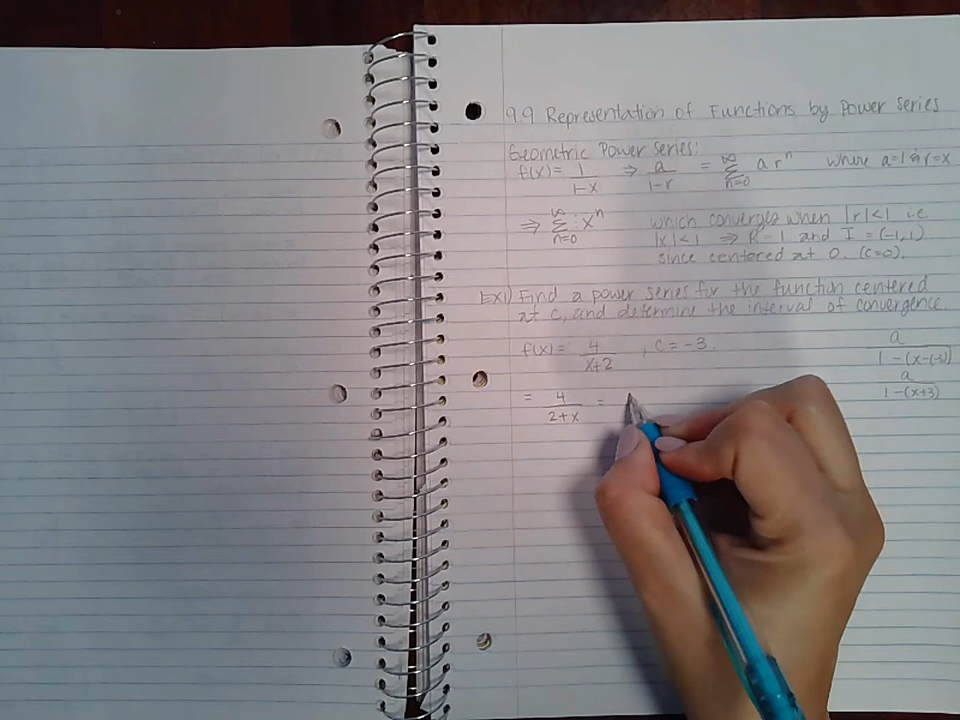 9.9 Representation of Functions by Power Series
Geometric Power Series:
f(x) = 1/(1-x) ⇒ a/(1-r) = ∞Σn=0 a r^n where a=1 & r=x
⇒ ∞Σn=0 x^n which converges when |r|<1 i.e.
|x|<1 ⇒ R=1 and I = (-1,1)
since centered at 0. (c=0).
EX1) Find a power series for the function centered
at c, and determine the interval of convergence.
f(x) = 4/(x+2) , c = -3. a/(1-(x-(-3)))
= 4/(2+x) = a/(1-(x+3))